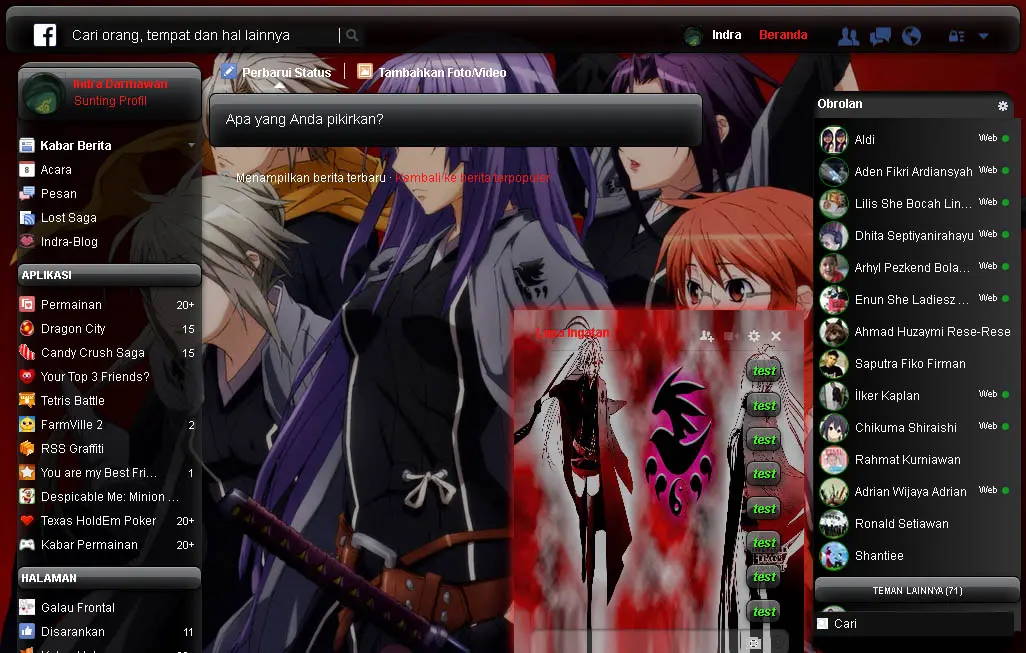 Cari orang, tempat dan hal lainnya
Indra
Beranda
Indra Darmawan
Sunting Profil
Kabar Berita
Acara
Pesan
Lost Saga
Indra-Blog
APLIKASI
Permainan 20+
Dragon City 15
Candy Crush Saga 15
Your Top 3 Friends?
Tetris Battle
FarmVille 2 2
RSS Graffiti
You are my Best Fri... 1
Despicable Me: Minion ...
Texas HoldEm Poker 20+
Kabar Permainan 20+
HALAMAN
Galau Frontal
Disarankan 11
Perbarui Status
Tambahkan Foto/Video
Apa yang Anda pikirkan?
Menampilkan berita terbaru · Kembali ke berita terpopuler
Ingatan
test
test
test
test
test
test
test
test
Obrolan
Aldi Web
Aden Fikri Ardiansyah Web
Lilis She Bocah Lin... Web
Dhita Septiyanirahayu Web
Arhyl Pezkend Bola... Web
Enun She Ladiesz ... Web
Ahmad Huzaymi Rese-Rese
Saputra Fiko Firman
İlker Kaplan Web
Chikuma Shiraishi Web
Rahmat Kurniawan
Adrian Wijaya Adrian Web
Ronald Setiawan
Shantiee
TEMAN LAINNYA (71)
Cari